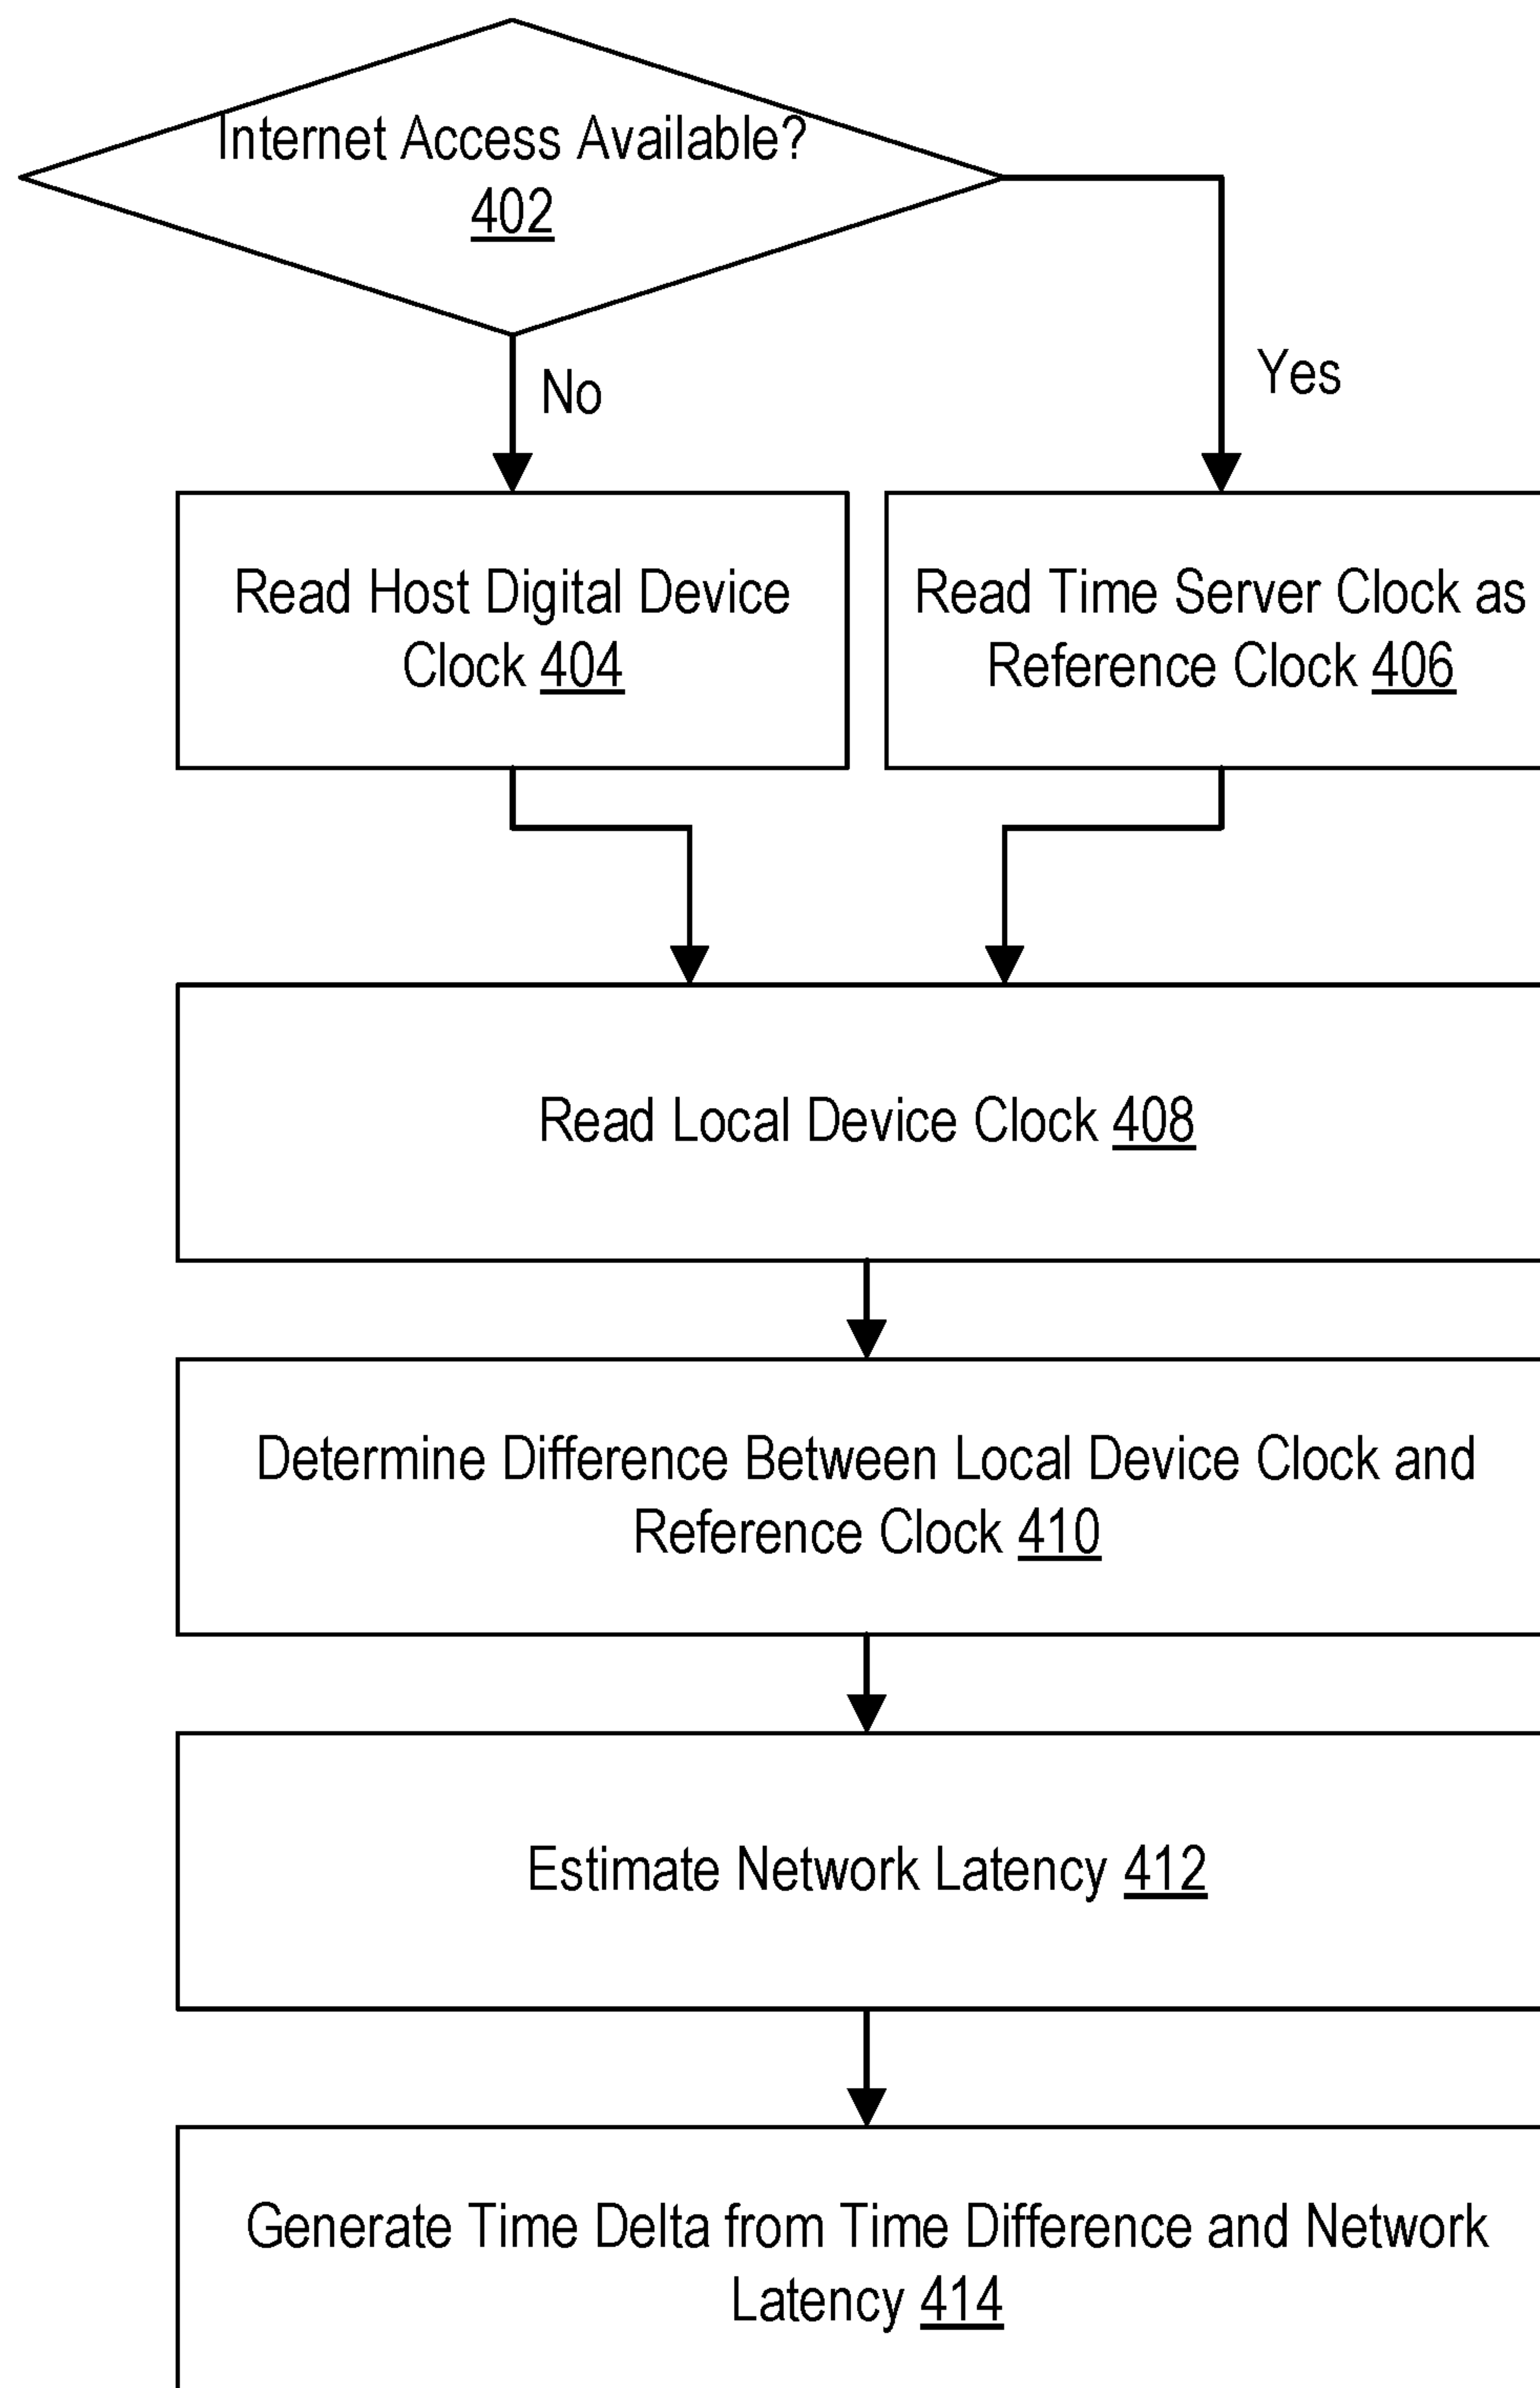 Internet Access Available?
402
No
Yes
Read Host Digital Device
Clock 404
Read Time Server Clock as
Reference Clock 406
Read Local Device Clock 408
Determine Difference Between Local Device Clock and
Reference Clock 410
Estimate Network Latency 412
Generate Time Delta from Time Difference and Network
Latency 414